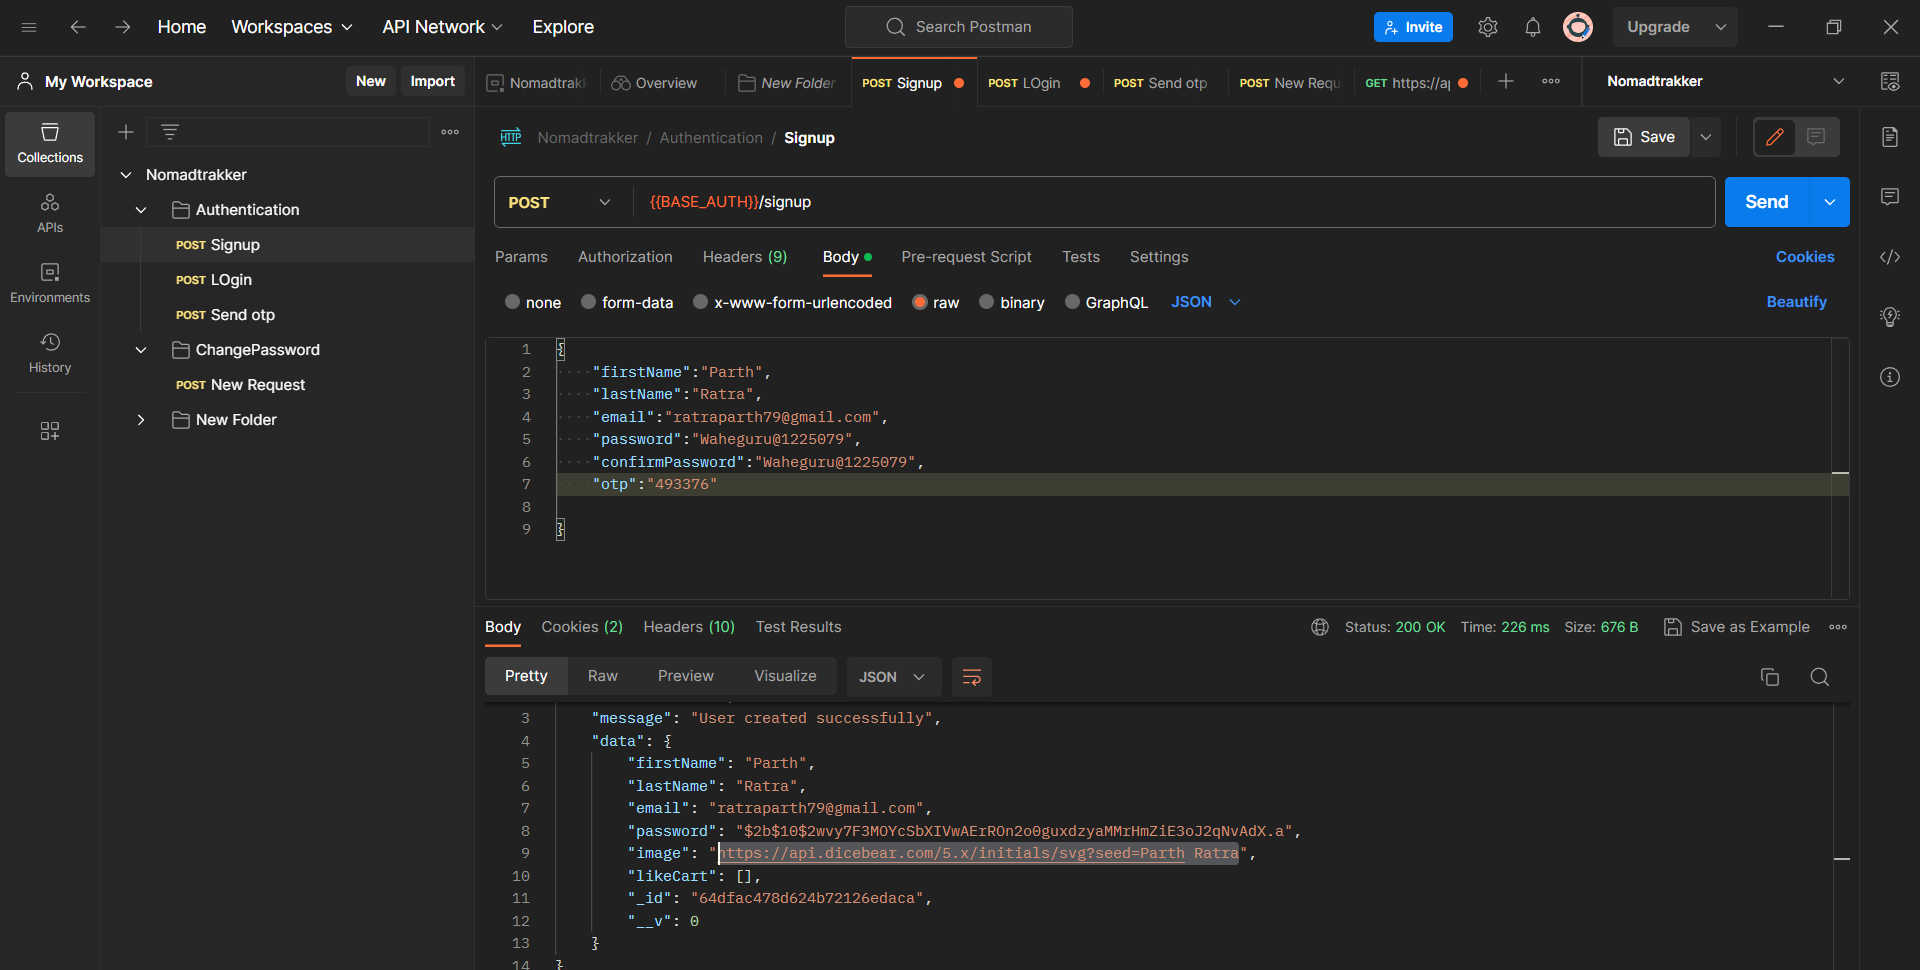 Home Workspaces API Network Explore Search Postman Invite Upgrade
My Workspace New Import Nomadtrak Overview New Folder POST Signup POST LOgin POST Send otp POST New Requ GET https://ap Nomadtrakker
Collections
APIs
Environments
History
Nomadtrakker
Authentication
POST Signup
POST LOgin
POST Send otp
ChangePassword
POST New Request
New Folder
HTTP Nomadtrakker / Authentication / Signup Save
POST {{BASE_AUTH}}/signup Send
Params Authorization Headers (9) Body Pre-request Script Tests Settings Cookies
none form-data x-www-form-urlencoded raw binary GraphQL JSON Beautify
1 {
2 "firstName":"Parth",
3 "lastName":"Ratra",
4 "email":"ratraparth79@gmail.com",
5 "password":"Waheguru@1225079",
6 "confirmPassword":"Waheguru@1225079",
7 "otp":"493376"
8
9 }
Body Cookies (2) Headers (10) Test Results Status: 200 OK Time: 226 ms Size: 676 B Save as Example
Pretty Raw Preview Visualize JSON
3 "message": "User created successfully",
4 "data": {
5 "firstName": "Parth",
6 "lastName": "Ratra",
7 "email": "ratraparth79@gmail.com",
8 "password": "$2b$10$2wvy7F3MOYcSbXIVwAErROn2o0guxdzyaMMrHmZiE3oJ2qNvAdX.a",
9 "image": "https://api.dicebear.com/5.x/initials/svg?seed=Parth Ratra",
10 "likeCart": [],
11 "_id": "64dfac478d624b72126edaca",
12 "__v": 0
13 }
14 }